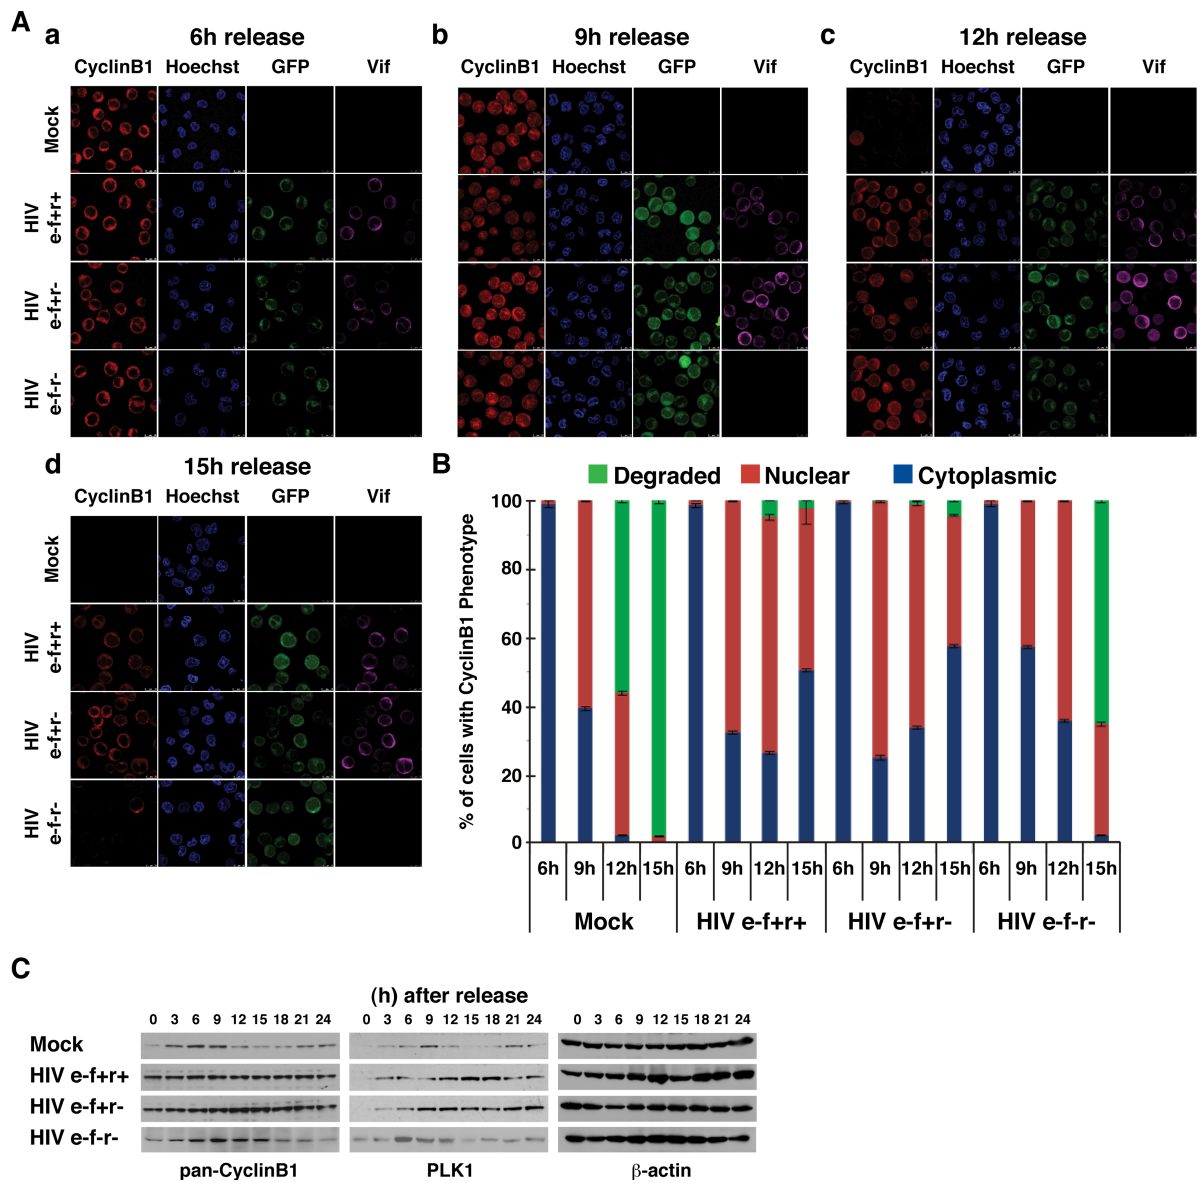 A
a
6h release
CyclinB1 Hoechst GFP Vif
Mock
HIV
e-f+r+
HIV
e-f+r-
HIV
e-f-r-
b
9h release
CyclinB1 Hoechst GFP Vif
c
12h release
CyclinB1 Hoechst GFP Vif
d
15h release
CyclinB1 Hoechst GFP Vif
Mock
HIV
e-f+r+
HIV
e-f+r-
HIV
e-f-r-
B
Degraded Nuclear Cytoplasmic
% of cells with CyclinB1 Phenotype
100
80
60
40
20
0
6h 9h 12h 15h 6h 9h 12h 15h 6h 9h 12h 15h 6h 9h 12h 15h
Mock HIV e-f+r+ HIV e-f+r- HIV e-f-r-
C
(h) after release
0 3 6 9 12 15 18 21 24 0 3 6 9 12 15 18 21 24 0 3 6 9 12 15 18 21 24
Mock
HIV e-f+r+
HIV e-f+r-
HIV e-f-r-
pan-CyclinB1 PLK1 β-actin